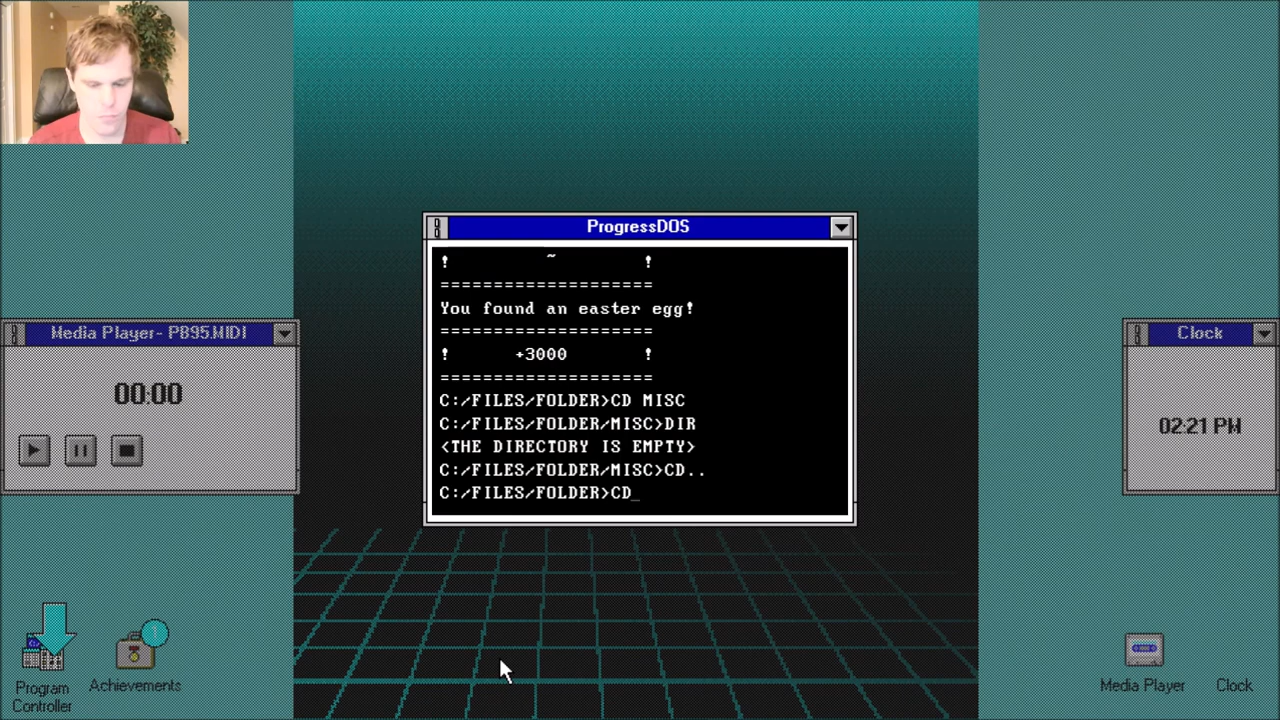 ProgressDOS
! ~ !
====================
You found an easter egg!
====================
! +3000 !
====================
C:/FILES/FOLDER>CD MISC
C:/FILES/FOLDER/MISC>DIR
<THE DIRECTORY IS EMPTY>
C:/FILES/FOLDER/MISC>CD..
C:/FILES/FOLDER>CD_
Media Player- PB95.MIDI
00:00
Clock
02:21 PM
Program
Controller
1
Achievements
Media Player
Clock